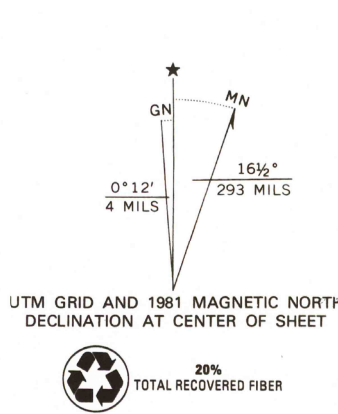 ★
GN
MN
16½°
293 MILS
0°12'
4 MILS
UTM GRID AND 1981 MAGNETIC NORTH
DECLINATION AT CENTER OF SHEET
20%
TOTAL RECOVERED FIBER